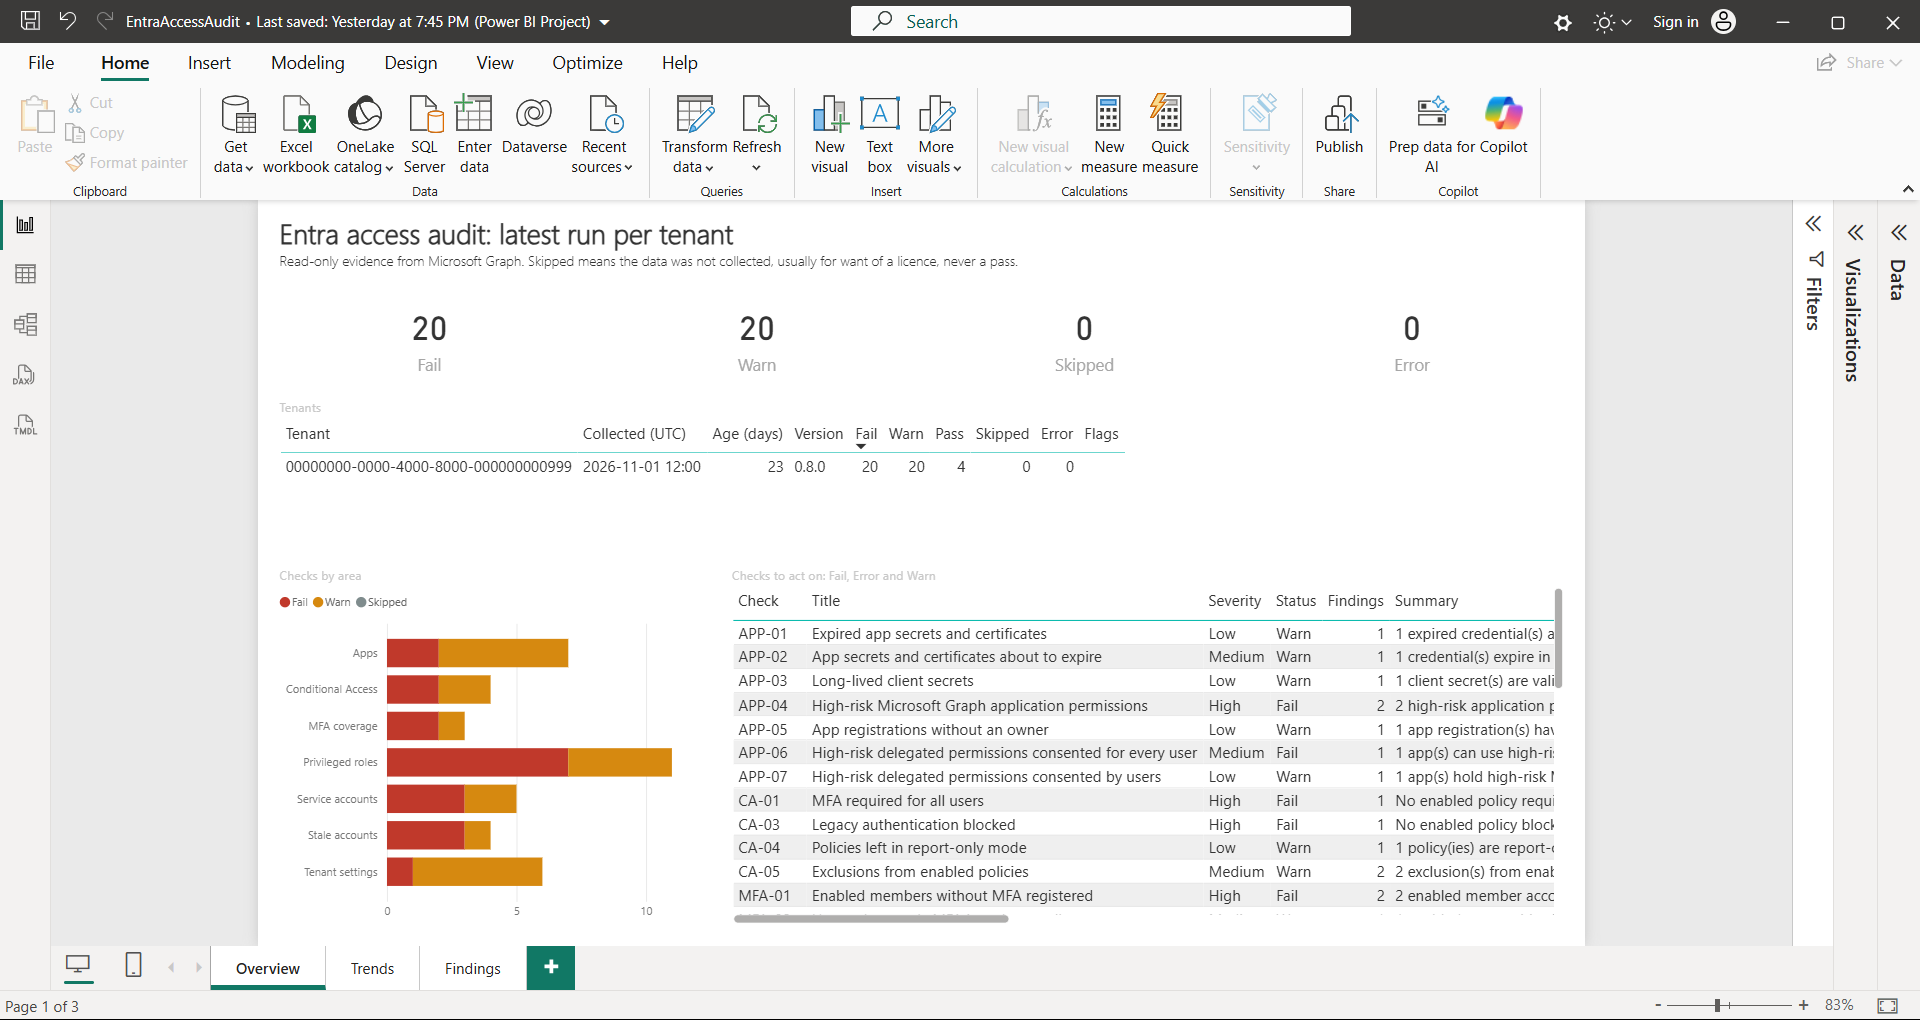 EntraAccessAudit • Last saved: Yesterday at 7:45 PM (Power BI Project)
Search
Sign in
File Home Insert Modeling Design View Optimize Help
Share
Paste
Cut
Copy
Format painter
Clipboard
Get data
Excel workbook
OneLake catalog
SQL Server
Enter data
Dataverse
Recent sources
Data
Transform data
Refresh
Queries
New visual
Text box
More visuals
Insert
New visual calculation
New measure
Quick measure
Calculations
Sensitivity
Sensitivity
Publish
Share
Prep data for AI
Copilot
Copilot
DAX
TMDL
Entra access audit: latest run per tenant
Read-only evidence from Microsoft Graph. Skipped means the data was not collected, usually for want of a licence, never a pass.
20 20 0 0
Fail Warn Skipped Error
Tenants
Tenant Collected (UTC) Age (days) Version Fail Warn Pass Skipped Error Flags
00000000-0000-4000-8000-000000000999 2026-11-01 12:00 23 0.8.0 20 20 4 0 0
Checks by area
Fail Warn Skipped
Apps
Conditional Access
MFA coverage
Privileged roles
Service accounts
Stale accounts
Tenant settings
0 5 10
Checks to act on: Fail, Error and Warn
Check Title Severity Status Findings Summary
APP-01 Expired app secrets and certificates Low Warn 1 1 expired credential(s) a
APP-02 App secrets and certificates about to expire Medium Warn 1 1 credential(s) expire in
APP-03 Long-lived client secrets Low Warn 1 1 client secret(s) are vali
APP-04 High-risk Microsoft Graph application permissions High Fail 2 2 high-risk application p
APP-05 App registrations without an owner Low Warn 1 1 app registration(s) hav
APP-06 High-risk delegated permissions consented for every user Medium Fail 1 1 app(s) can use high-ri
APP-07 High-risk delegated permissions consented by users Low Warn 1 1 app(s) hold high-risk
CA-01 MFA required for all users High Fail 1 No enabled policy requi
CA-03 Legacy authentication blocked High Fail 1 No enabled policy block
CA-04 Policies left in report-only mode Low Warn 1 1 policy(ies) are report-
CA-05 Exclusions from enabled policies Medium Warn 2 2 exclusion(s) from enab
MFA-01 Enabled members without MFA registered High Fail 2 2 enabled member acco
Filters
Visualizations
Data
Overview Trends Findings +
Page 1 of 3
- + 83%